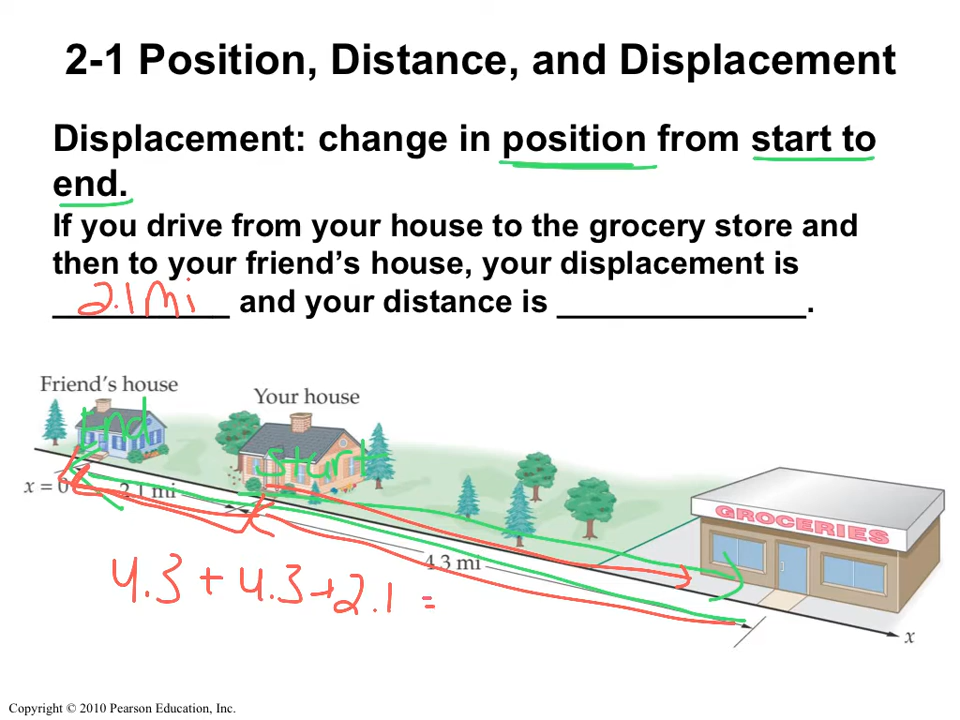 2-1 Position, Distance, and Displacement
Displacement: change in position from start to
end.
If you drive from your house to the grocery store and
then to your friend’s house, your displacement is
2.1 Mi and your distance is ______________.
Friend’s house
Your house
End
start
x = 0
2.1 mi
GROCERIES
4.3 mi
4.3 + 4.3 + 2.1 =
x
Copyright © 2010 Pearson Education, Inc.